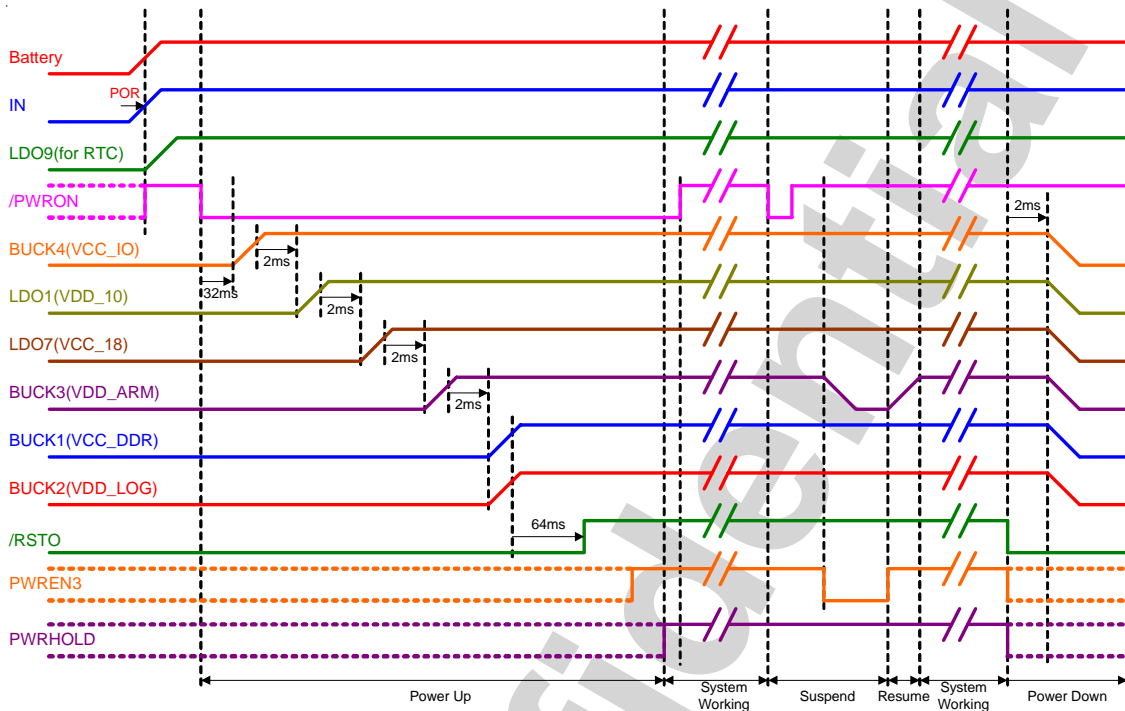 Battery
POR
IN
LDO9(for RTC)
/PWRON
2ms
BUCK4(VCC_IO)
2ms
32ms
LDO1(VDD_10)
2ms
LDO7(VCC_18)
2ms
BUCK3(VDD_ARM)
2ms
BUCK1(VCC_DDR)
BUCK2(VDD_LOG)
64ms
/RSTO
PWREN3
PWRHOLD
Power Up
System
Working
Suspend
Resume
System
Working
Power Down
fidential